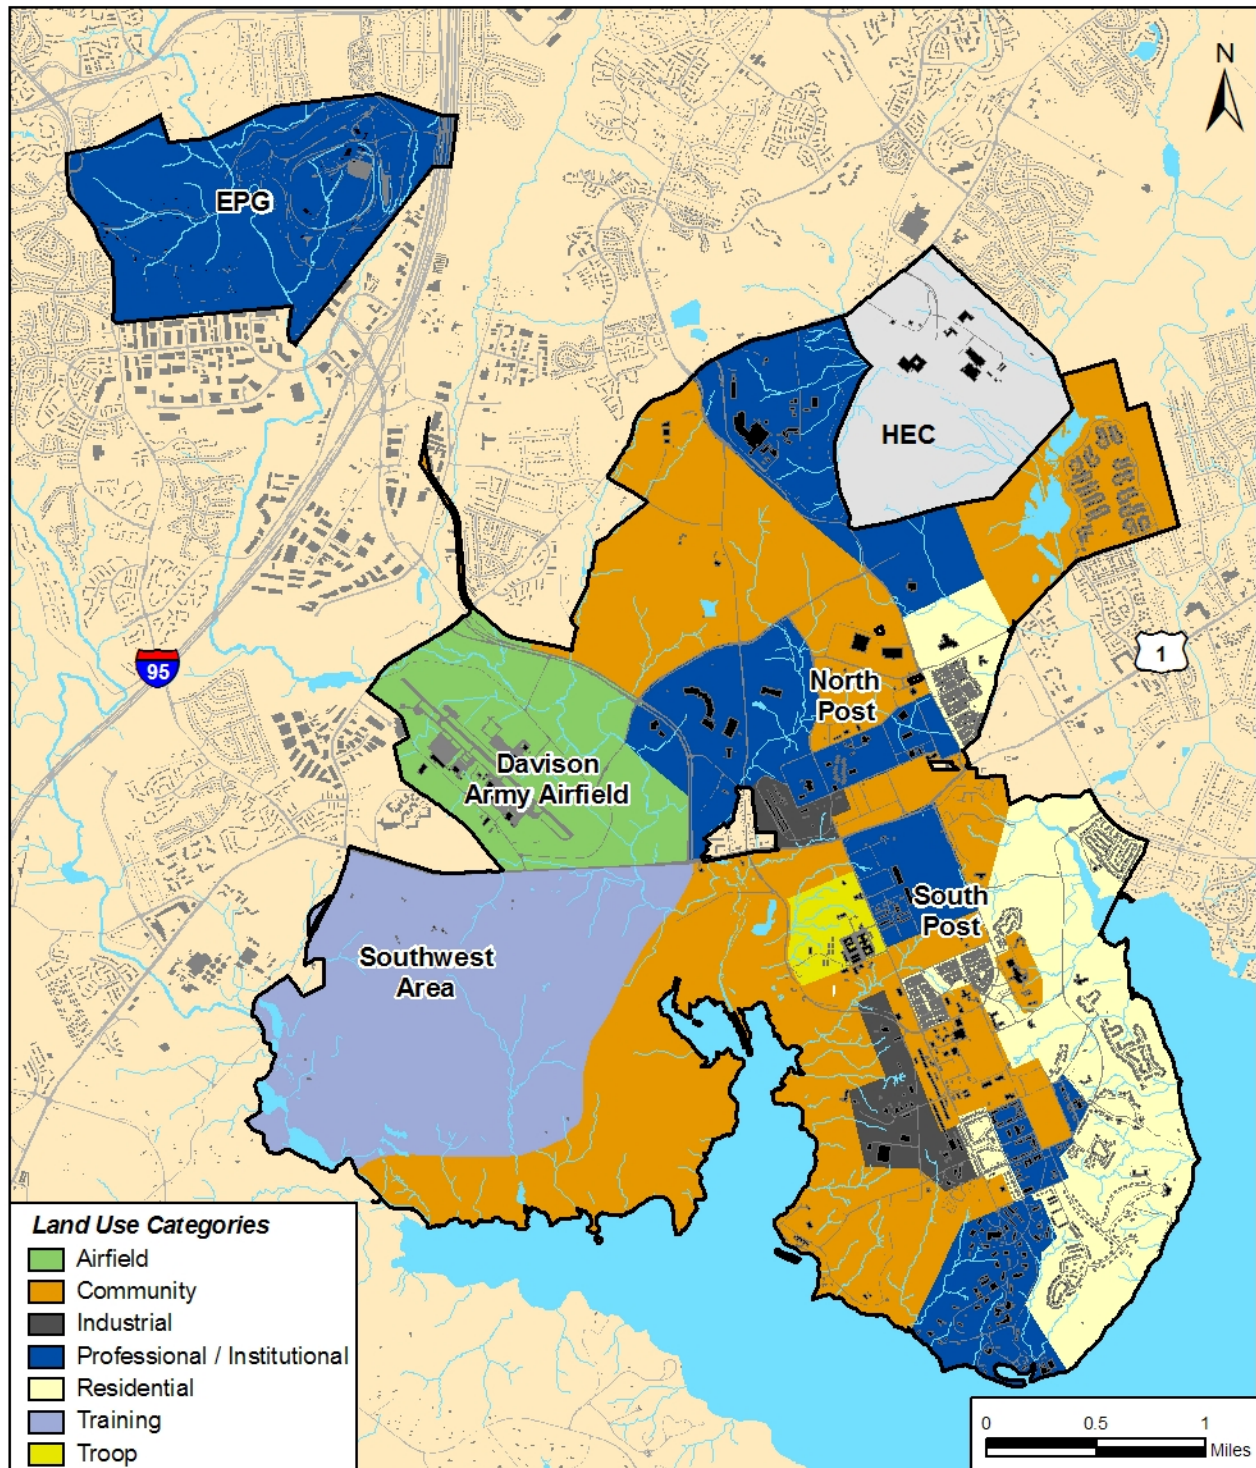 N
EPG
HEC
95
1
North
Post
Davison
Army Airfield
South
Post
Southwest
Area
Land Use Categories
Airfield
Community
Industrial
Professional / Institutional
Residential
Training
Troop
0 0.5 1
Miles